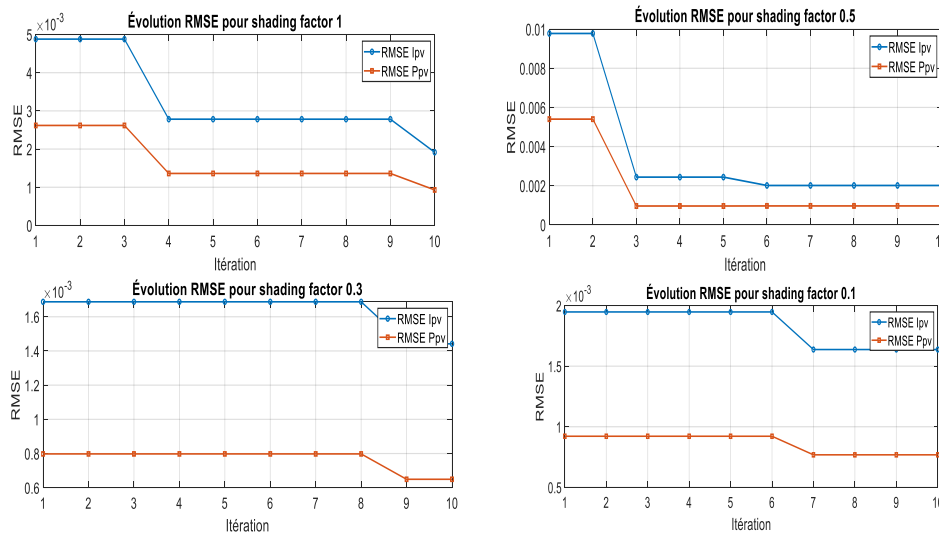 Évolution RMSE pour shading factor 1
×10⁻³
5
4
3
2
1
0
RMSE
1 2 3 4 5 6 7 8 9 10
Itération
RMSE Ipv
RMSE Ppv
Évolution RMSE pour shading factor 0.5
0.01
0.008
0.006
0.004
0.002
0
RMSE
1 2 3 4 5 6 7 8 9 10
Itération
RMSE Ipv
RMSE Ppv
Évolution RMSE pour shading factor 0.3
×10⁻³
1.6
1.4
1.2
1
0.8
0.6
RMSE
1 2 3 4 5 6 7 8 9 10
Itération
RMSE Ipv
RMSE Ppv
Évolution RMSE pour shading factor 0.1
×10⁻³
2
1.5
1
0.5
RMSE
1 2 3 4 5 6 7 8 9 10
Itération
RMSE Ipv
RMSE Ppv